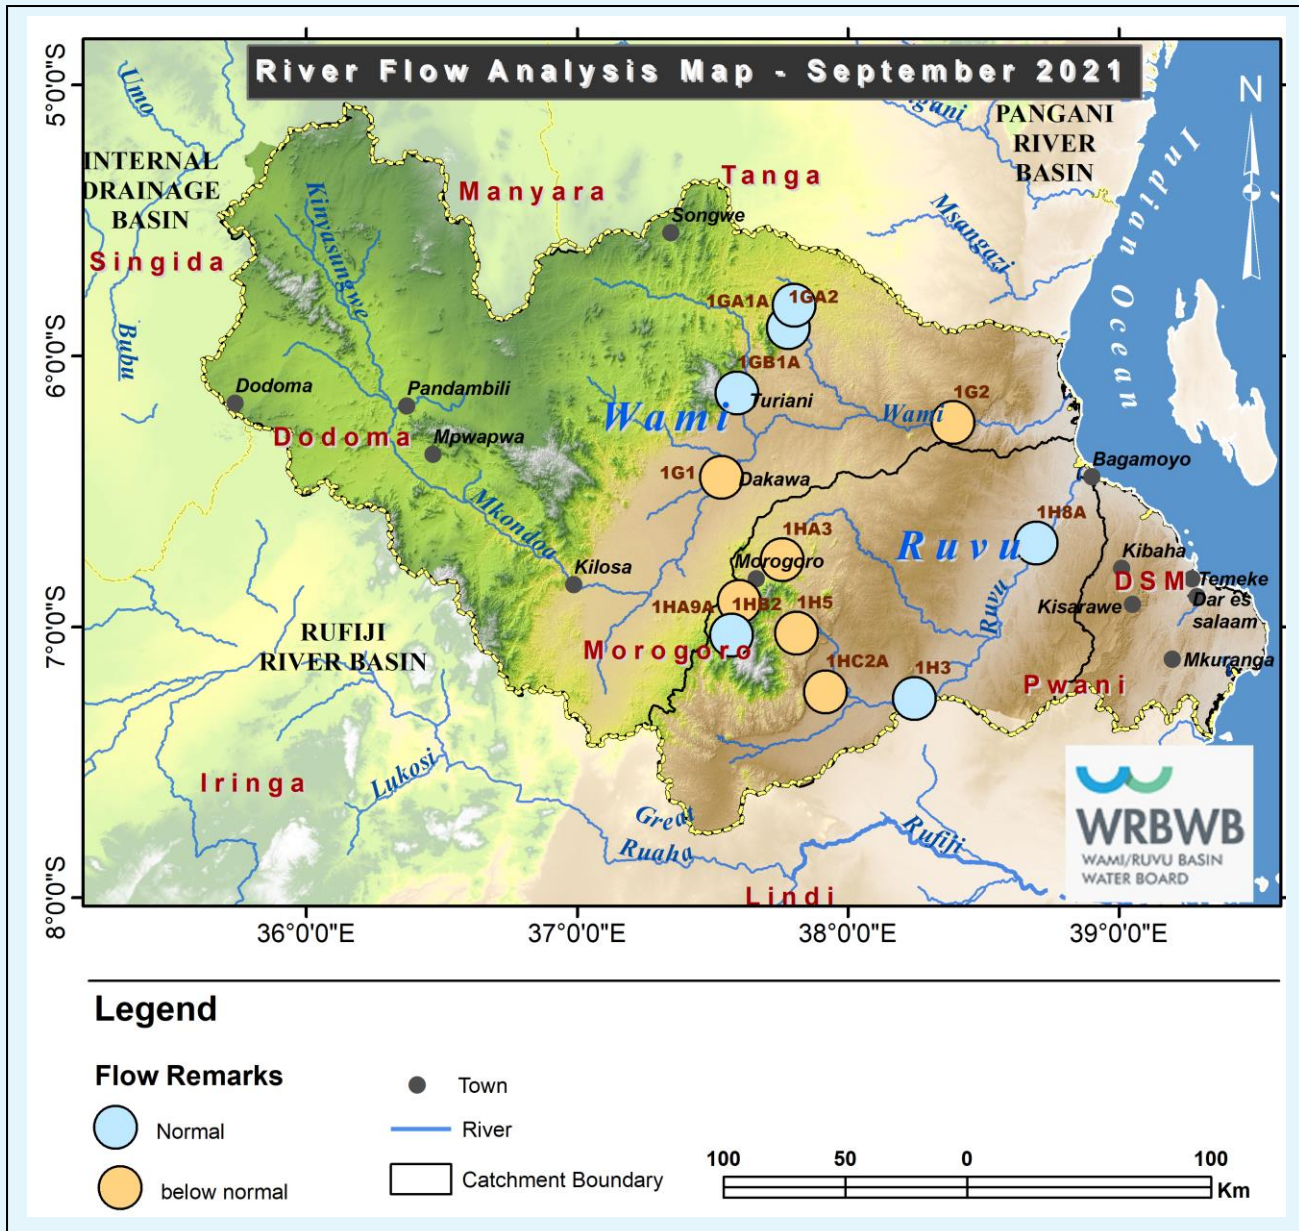 River Flow Analysis Map - September 2021
5°0'0"S
6°0'0"S
7°0'0"S
8°0'0"S
36°0'0"E
37°0'0"E
38°0'0"E
39°0'0"E
N
Umo
INTERNAL
DRAINAGE
BASIN
Singida
Bubu
Kinyasungwe
Manyara
Tanga
Songwe
PANGANI
RIVER
BASIN
Msangazi
Indian Ocean
1GA1A
1GA2
1GB1A
Turiani
Wami
Wami
1G2
Dodoma
Pandambili
Dodoma
Mpwapwa
1G1
Dakawa
Bagamoyo
Mkondoa
1HA3
Ruvu
1H8A
Kilosa
Morogoro
Kibaha
DSM
Temeke
Kisarawe
Dar es
salaam
Ruvu
1HA9A
1HB2
1H5
Morogoro
RUFIJI
RIVER BASIN
1HC2A
1H3
Mkuranga
Pwani
Iringa
Lukosi
Great
Ruaha
Rufiji
Lindi
WRBWB
WAMI/RUVU BASIN
WATER BOARD
Legend
Flow Remarks
Normal
below normal
Town
River
Catchment Boundary
100 50 0 100
Km